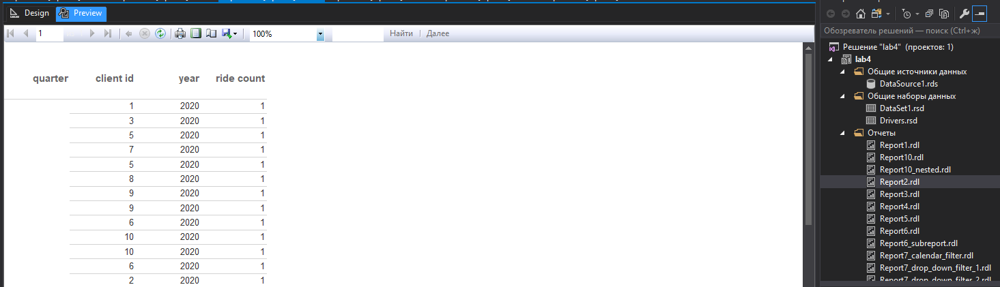 Design Preview
1 100% Найти Далее
quarter client id year ride count
1 2020 1
3 2020 1
5 2020 1
7 2020 1
5 2020 1
8 2020 1
9 2020 1
9 2020 1
6 2020 1
10 2020 1
10 2020 1
6 2020 1
2 2020 1
Обозреватель решений — поиск (Ctrl+ж)
Решение "lab4" (проектов: 1)
lab4
Общие источники данных
DataSource1.rds
Общие наборы данных
DataSet1.rsd
Drivers.rsd
Отчеты
Report1.rdl
Report10.rdl
Report10_nested.rdl
Report2.rdl
Report3.rdl
Report4.rdl
Report5.rdl
Report6.rdl
Report6_subreport.rdl
Report7_calendar_filter.rdl
Report7_drop_down_filter_1.rdl
Report7_drop_down_filter_2.rdl